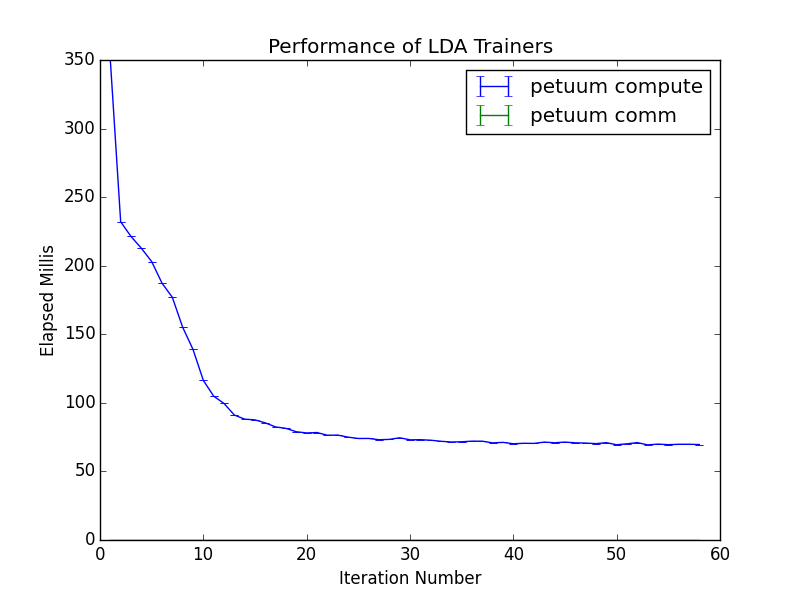 Performance of LDA Trainers
350
300
250
200
150
100
50
0
Elapsed Millis
petuum compute
petuum comm
0 10 20 30 40 50 60
Iteration Number